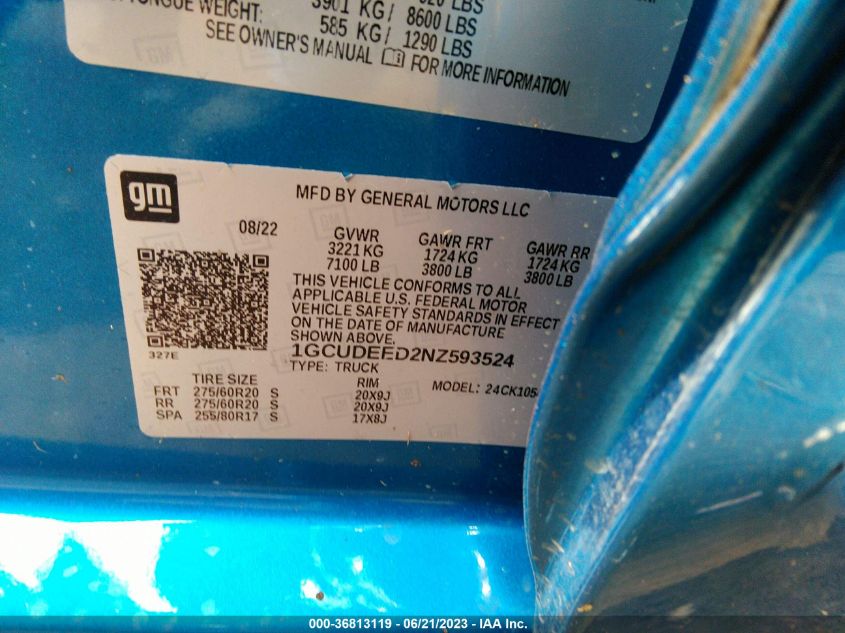 TONGUE WEIGHT:
3901 KG/ 8600 LBS
585 KG/ 1290 LBS
SEE OWNER'S MANUAL FOR MORE INFORMATION
gm
MFD BY GENERAL MOTORS LLC
08/22
GVWR GAWR FRT GAWR RR
3221 KG 1724 KG 1724 KG
7100 LB 3800 LB 3800 LB
THIS VEHICLE CONFORMS TO ALL
APPLICABLE U.S. FEDERAL MOTOR
VEHICLE SAFETY STANDARDS IN EFFECT
ON THE DATE OF MANUFACTURE
SHOWN ABOVE.
327E
1GCUDEED2NZ593524
TYPE: TRUCK
TIRE SIZE RIM MODEL: 24CK105
FRT 275/60R20 S 20X9J
RR 275/60R20 S 20X9J
SPA 255/80R17 S 17X8J
000-36813119 - 06/21/2023 - IAA Inc.